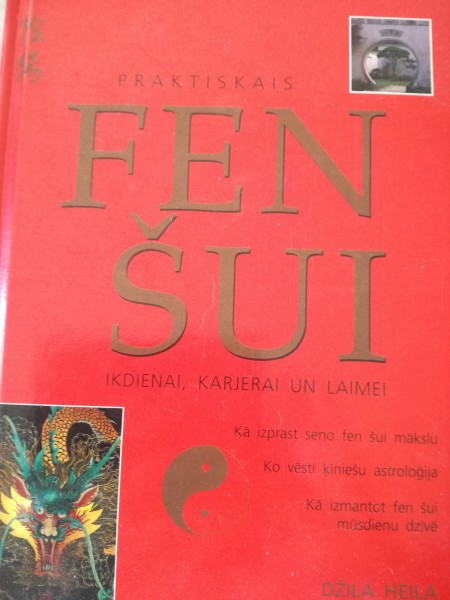 PRAKTISKAIS
FEN
ŠUI
IKDIENAI, KARJERAI UN LAIMEI
Kā izprast seno fen šui mākslu
Ko vēsti ķīniešu astroloģija
Kā izmantot fen šui
mūsdienu dzīvē
DŽILA HEILA